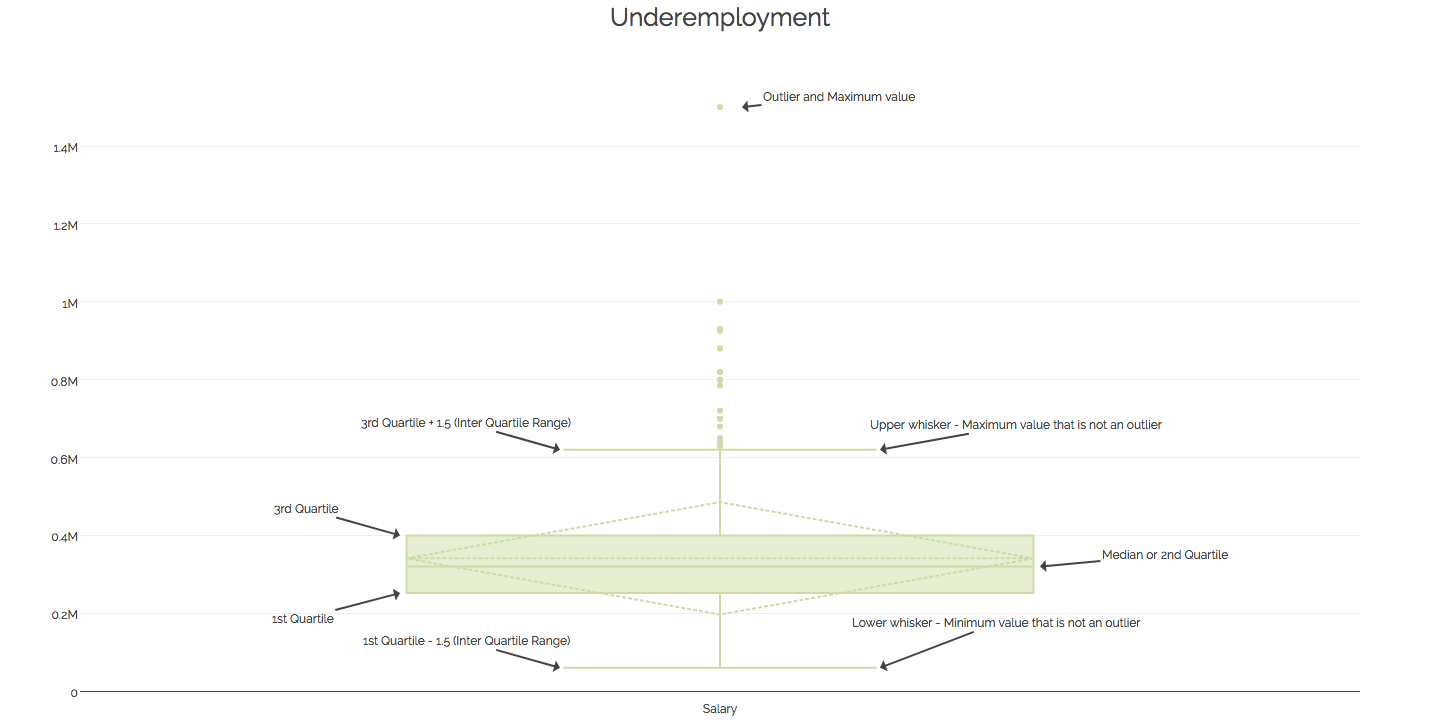 Underemployment
Outlier and Maximum value
1.4M
1.2M
1M
0.8M
3rd Quartile + 1.5 (Inter Quartile Range)
Upper whisker - Maximum value that is not an outlier
0.6M
3rd Quartile
0.4M
Median or 2nd Quartile
0.2M
1st Quartile
Lower whisker - Minimum value that is not an outlier
1st Quartile - 1.5 (Inter Quartile Range)
0
Salary